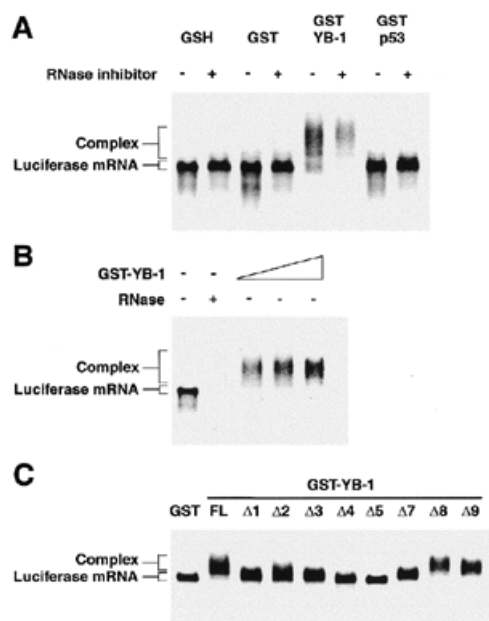 A
GSH GST GST YB-1 GST p53
RNase inhibitor - + - + - + - +
Complex
Luciferase mRNA
B
GST-YB-1 - -
RNase - + - - -
Complex
Luciferase mRNA
C
GST-YB-1
GST FL Δ1 Δ2 Δ3 Δ4 Δ5 Δ7 Δ8 Δ9
Complex
Luciferase mRNA